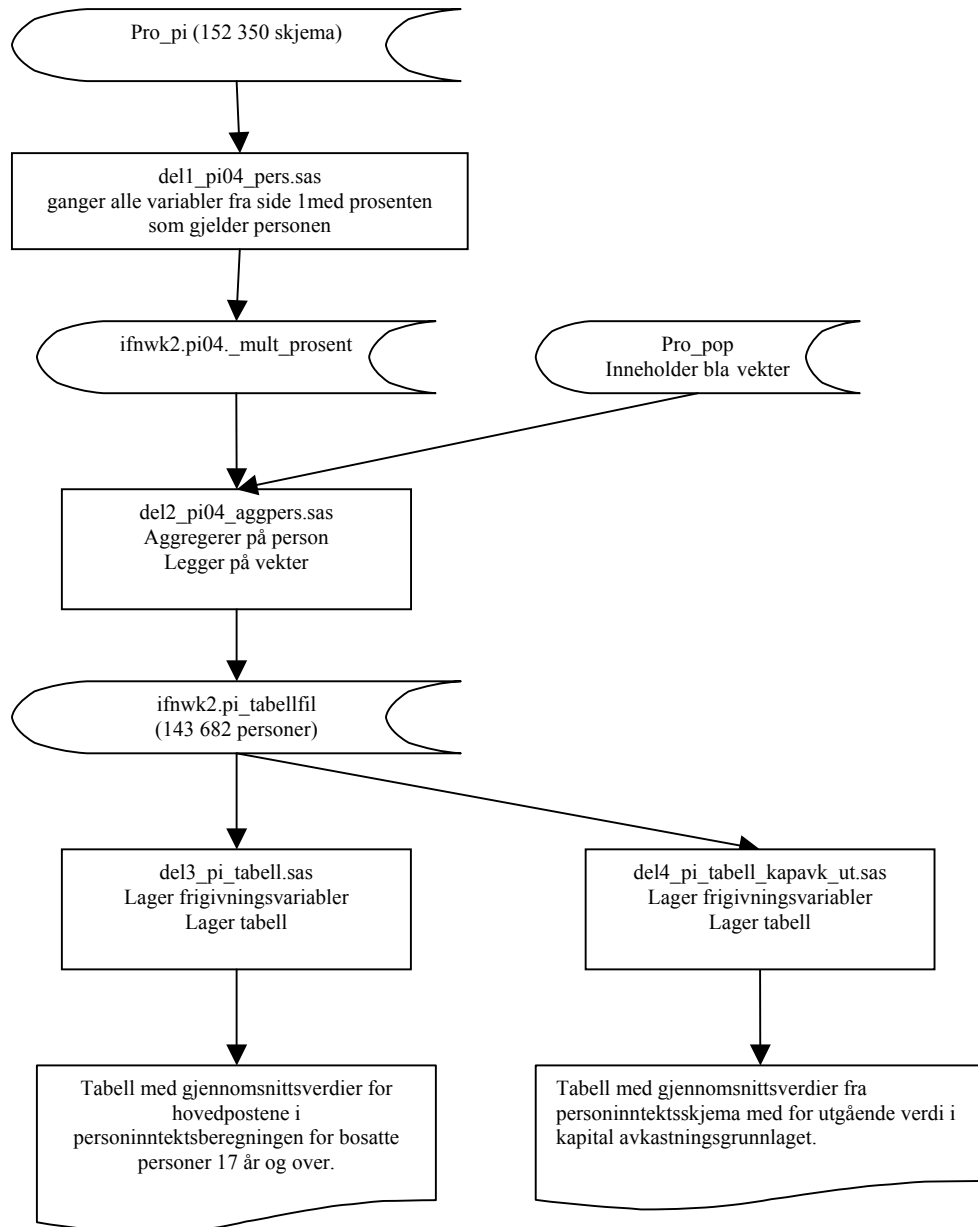 Pro_pi (152 350 skjema)
del1_pi04_pers.sas
ganger alle variabler fra side 1med prosenten
som gjelder personen
ifnwk2.pi04._mult_prosent
Pro_pop
Inneholder bla vekter
del2_pi04_aggpers.sas
Aggregerer på person
Legger på vekter
ifnwk2.pi_tabellfil
(143 682 personer)
del3_pi_tabell.sas
Lager frigivningsvariabler
Lager tabell
del4_pi_tabell_kapavk_ut.sas
Lager frigivningsvariabler
Lager tabell
Tabell med gjennomsnittsverdier for
hovedpostene i
personinntektsberegningen for bosatte
personer 17 år og over.
Tabell med gjennomsnittsverdier fra
personinntektsskjema med for utgående verdi i
kapital avkastningsgrunnlaget.